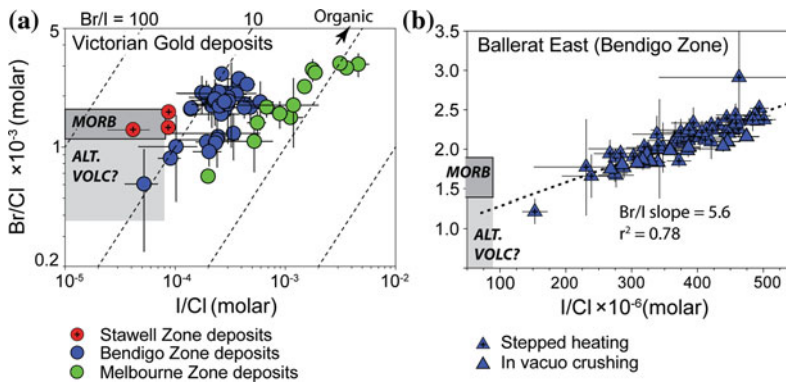 (a)
Br/I = 100
10
Organic
Victorian Gold deposits
5
1
0.2
Br/Cl ×10⁻³ (molar)
MORB
ALT.
VOLC?
10⁻⁵
10⁻⁴
10⁻³
10⁻²
I/Cl (molar)
Stawell Zone deposits
Bendigo Zone deposits
Melbourne Zone deposits
(b)
Ballerat East (Bendigo Zone)
3.5
3.0
2.5
2.0
1.5
1.0
MORB
ALT.
VOLC?
Br/I slope = 5.6
r² = 0.78
100
200
300
400
500
I/Cl ×10⁻⁶ (molar)
Stepped heating
In vacuo crushing